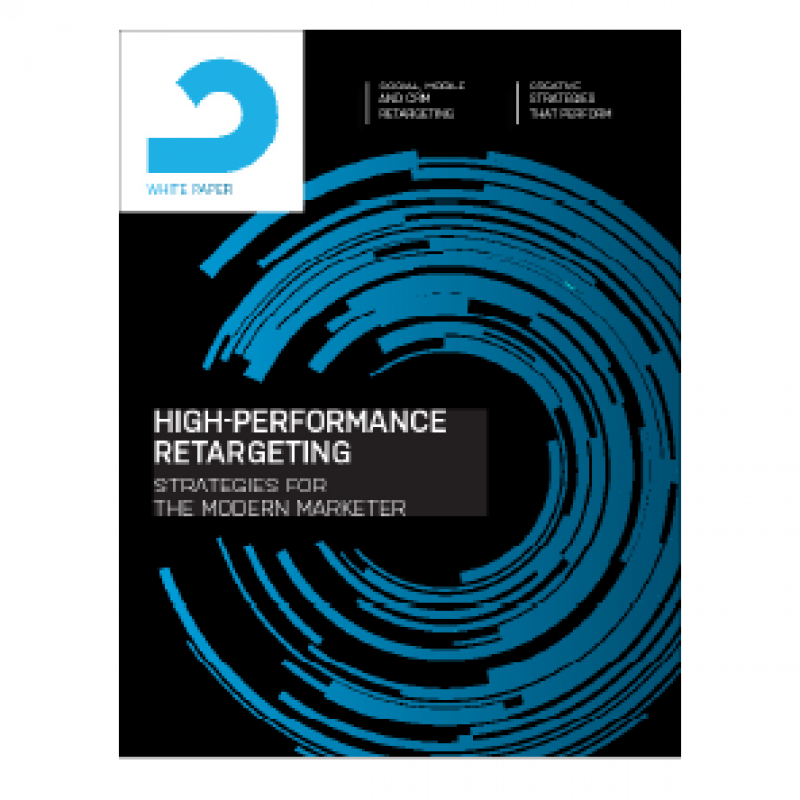 SOCIAL, MOBILE
AND CRM
RETARGETING
CREATIVE
STRATEGIES
THAT PERFORM
WHITE PAPER
HIGH-PERFORMANCE
RETARGETING
STRATEGIES FOR
THE MODERN MARKETER